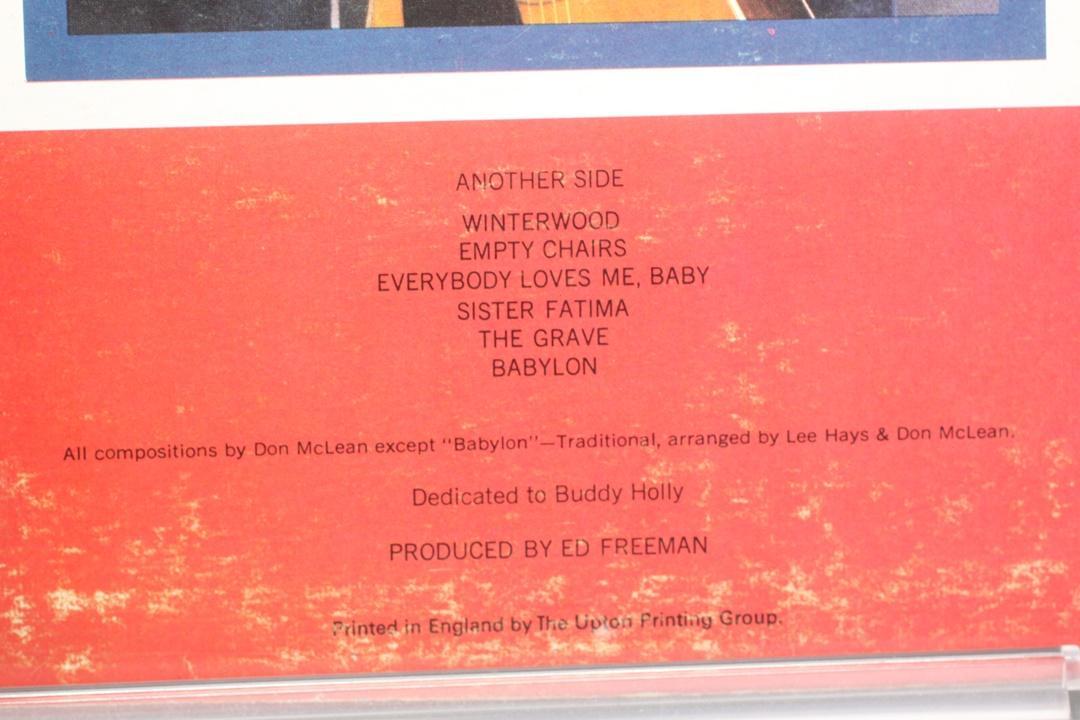 ANOTHER SIDE
WINTERWOOD
EMPTY CHAIRS
EVERYBODY LOVES ME, BABY
SISTER FATIMA
THE GRAVE
BABYLON
All compositions by Don McLean except "Babylon"—Traditional, arranged by Lee Hays & Don McLean.
Dedicated to Buddy Holly
PRODUCED BY ED FREEMAN
Printed in England by The Upton Printing Group.